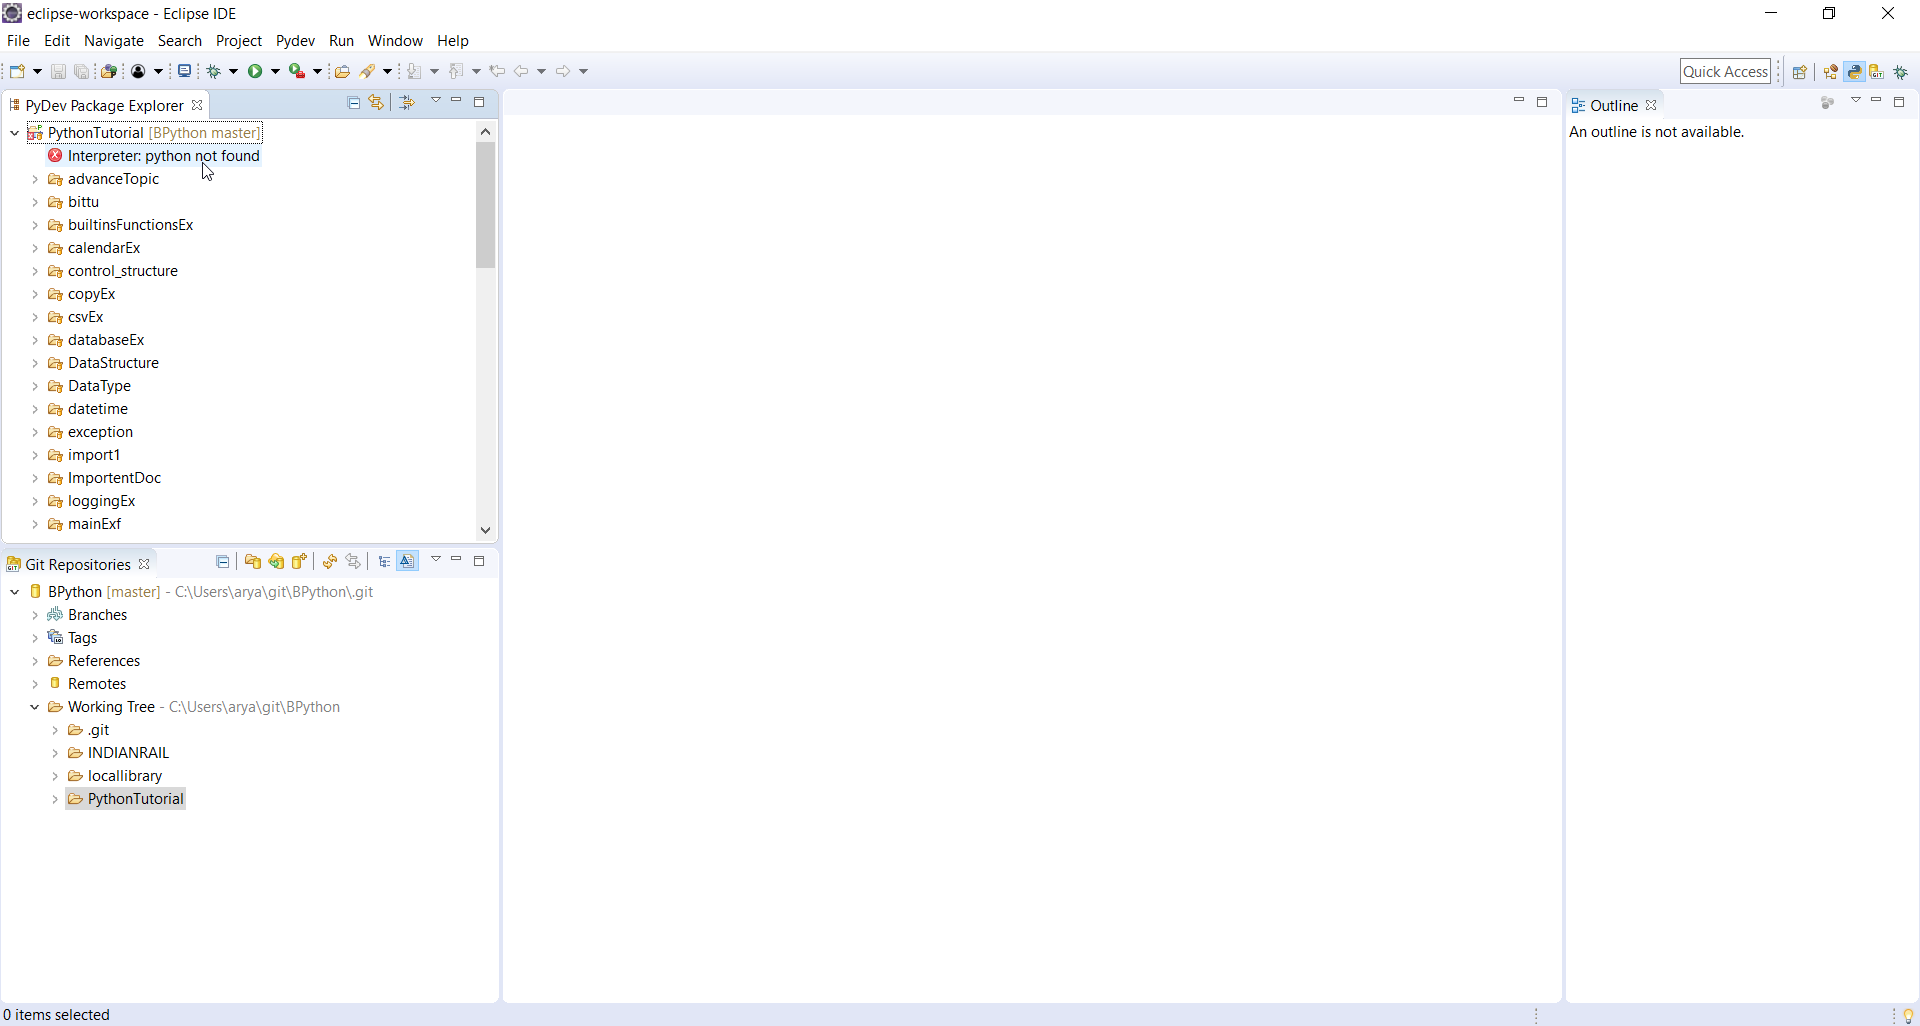 eclipse-workspace - Eclipse IDE
File Edit Navigate Search Project Pydev Run Window Help
Quick Access
PyDev Package Explorer
PythonTutorial [BPython master]
Interpreter: python not found
advanceTopic
bittu
builtinsFunctionsEx
calendarEx
control_structure
copyEx
csvEx
databaseEx
DataStructure
DataType
datetime
exception
import1
ImportentDoc
loggingEx
mainExf
Git Repositories
BPython [master] - C:\Users\arya\git\BPython\.git
Branches
Tags
References
Remotes
Working Tree - C:\Users\arya\git\BPython
.git
INDIANRAIL
locallibrary
PythonTutorial
Outline
An outline is not available.
0 items selected